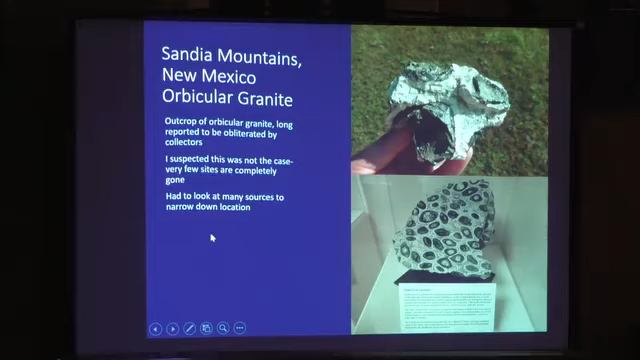 Sandia Mountains,
New Mexico
Orbicular Granite
Outcrop of orbicular granite, long
reported to be obliterated by
collectors
I suspected this was not the case-
very few sites are completely
gone
Had to look at many sources to
narrow down location